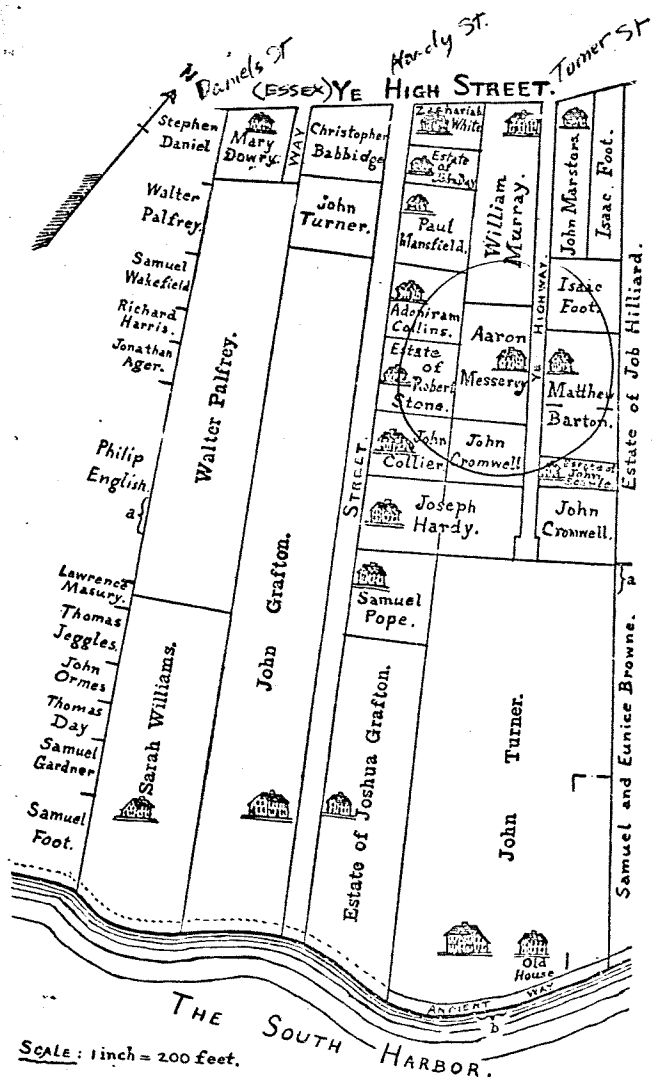 Daniels St
Hardy St.
Turner St
N
(ESSEX) YE HIGH STREET.
Stephen
Daniel
Mary
Dowry.
WAY
Christopher
Babbidge
Zachariah
White
John Marstors
Isaac Foot.
Walter
Palfrey.
John
Turner.
Estate
of
Paul
Mansfield.
William
Murray.
YE HIGHWAY.
Samuel
Wakefield
Richard
Harris.
Jonathan
Ager.
Walter Palfrey.
Adoniram
Collins.
Aaron
Messervy
Isaac
Foot.
Estate of Job Hilliard.
Estate
of
Robert
Stone.
Matthew
Barton.
Philip
English.
a
STREET.
John
Collier
John
Cromwell
John
Joseph
Hardy.
John
Cromwell.
Lawrence
Masury.
John Grafton.
Samuel
Pope.
a
Thomas
Jeggles.
John
Ormes
Thomas
Day
Samuel
Gardner
Samuel
Foot.
Sarah Williams.
Estate of Joshua Grafton.
John Turner.
Samuel and Eunice Browne.
Old
House
ANCIENT WAY
b
THE SOUTH HARBOR.
SCALE: 1 inch = 200 feet.